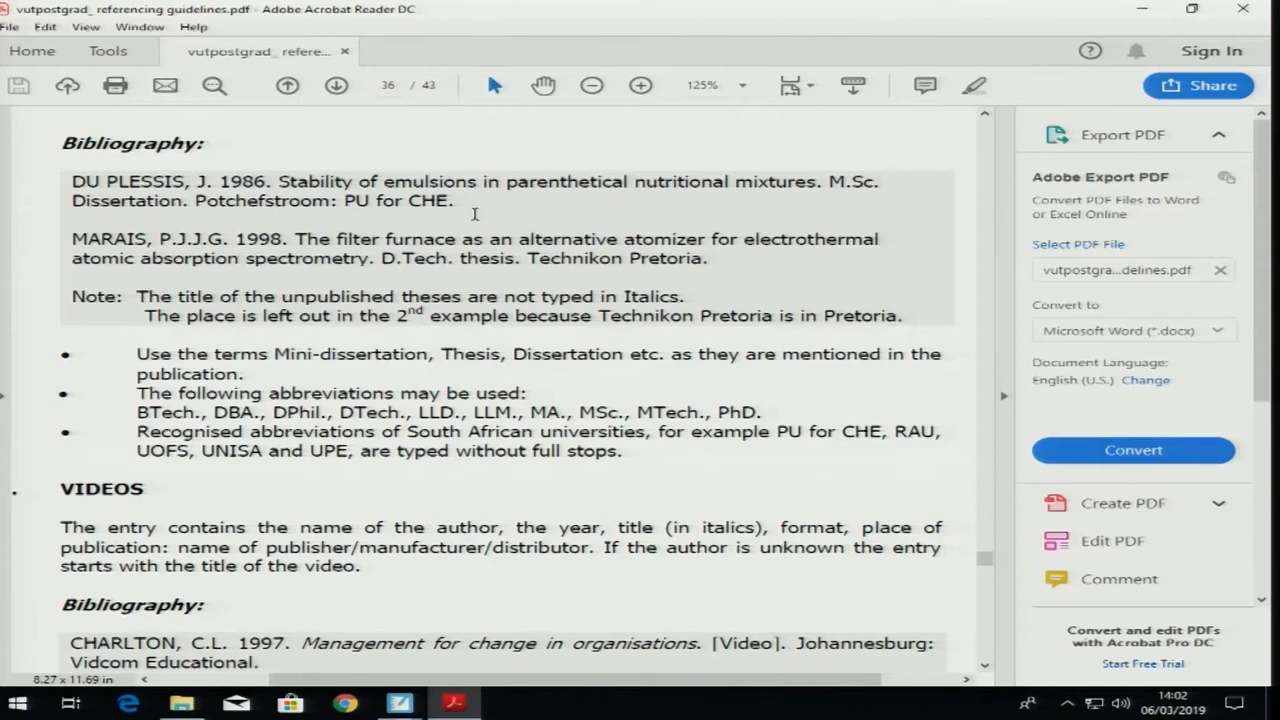 vutpostgrad_ referencing guidelines.pdf - Adobe Acrobat Reader DC
File Edit View Window Help
Home Tools vutpostgrad_ refere... × Sign In
36 / 43 125% Share
Bibliography:
DU PLESSIS, J. 1986. Stability of emulsions in parenthetical nutritional mixtures. M.Sc.
Dissertation. Potchefstroom: PU for CHE.
MARAIS, P.J.J.G. 1998. The filter furnace as an alternative atomizer for electrothermal
atomic absorption spectrometry. D.Tech. thesis. Technikon Pretoria.
Note: The title of the unpublished theses are not typed in Italics.
The place is left out in the 2nd example because Technikon Pretoria is in Pretoria.
• Use the terms Mini-dissertation, Thesis, Dissertation etc. as they are mentioned in the
publication.
• The following abbreviations may be used:
BTech., DBA., DPhil., DTech., LLD., LLM., MA., MSc., MTech., PhD.
• Recognised abbreviations of South African universities, for example PU for CHE, RAU,
UOFS, UNISA and UPE, are typed without full stops.
. VIDEOS
The entry contains the name of the author, the year, title (in italics), format, place of
publication: name of publisher/manufacturer/distributor. If the author is unknown the entry
starts with the title of the video.
Bibliography:
CHARLTON, C.L. 1997. Management for change in organisations. [Video]. Johannesburg:
Vidcom Educational.
8.27 x 11.69 in
Export PDF
Adobe Export PDF
Convert PDF Files to Word
or Excel Online
Select PDF File
vutpostgra...delines.pdf ×
Convert to
Microsoft Word (*.docx)
Document Language:
English (U.S.) Change
Convert
Create PDF
Edit PDF
Comment
Convert and edit PDFs
with Acrobat Pro DC
Start Free Trial
14:02
06/03/2019